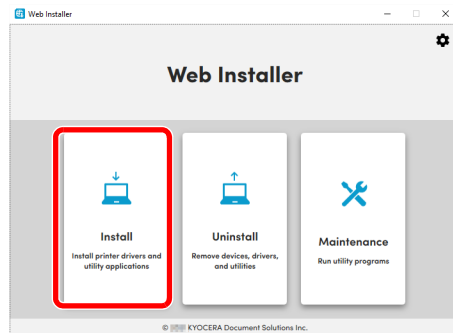 Web Installer
Web Installer
Install
Install printer drivers and
utility applications
Uninstall
Remove devices, drivers,
and utilities
Maintenance
Run utility programs
© KYOCERA Document Solutions Inc.